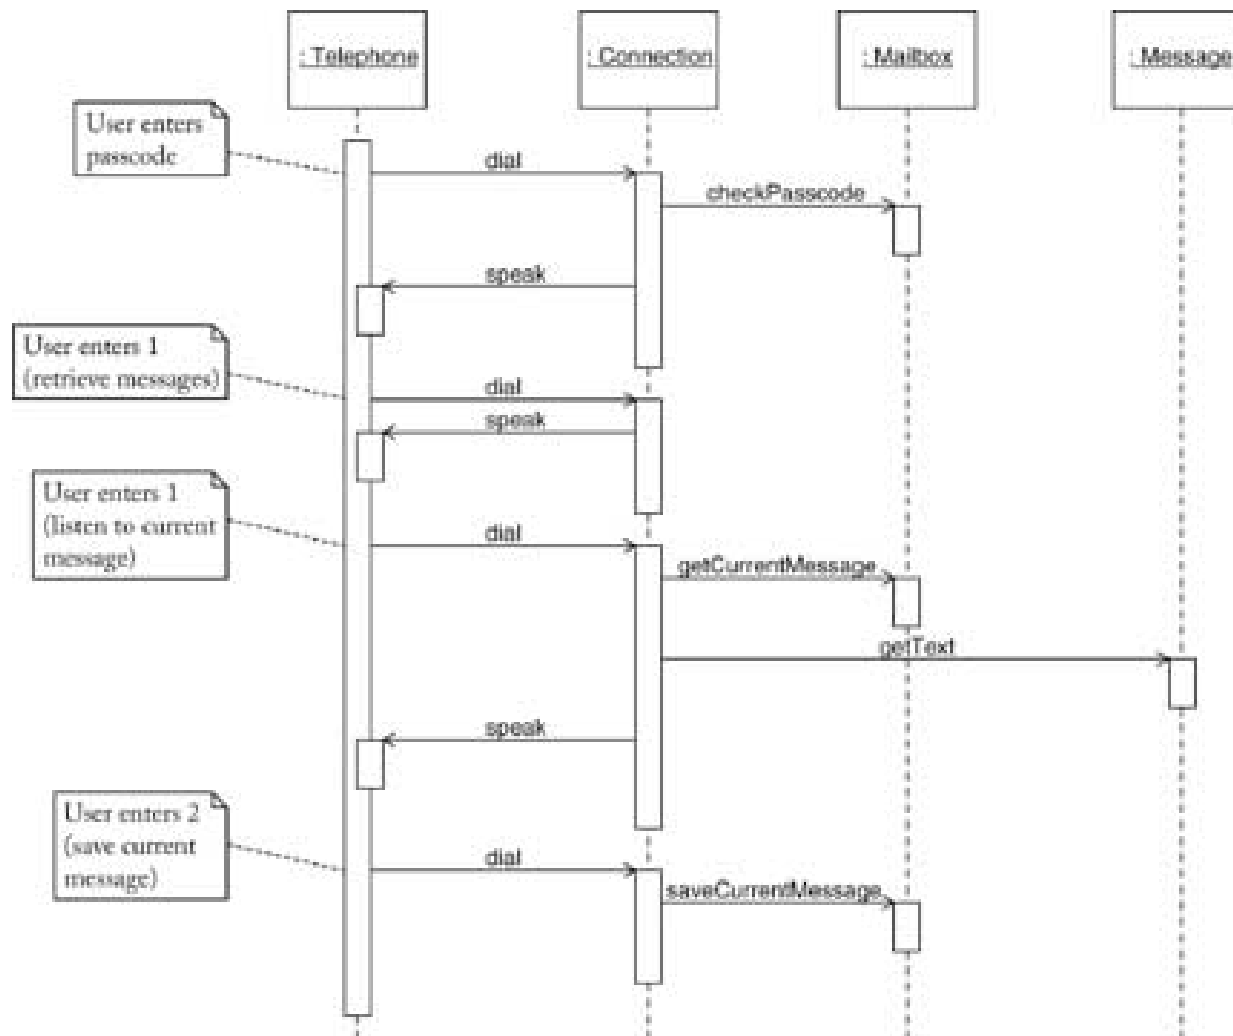 : Telephone
: Connection
: Mailbox
: Message
User enters
passcode
dial
checkPasscode
speak
User enters 1
(retrieve messages)
dial
speak
User enters 1
(listen to current
message)
dial
getCurrentMessage
getText
speak
User enters 2
(save current
message)
dial
saveCurrentMessage